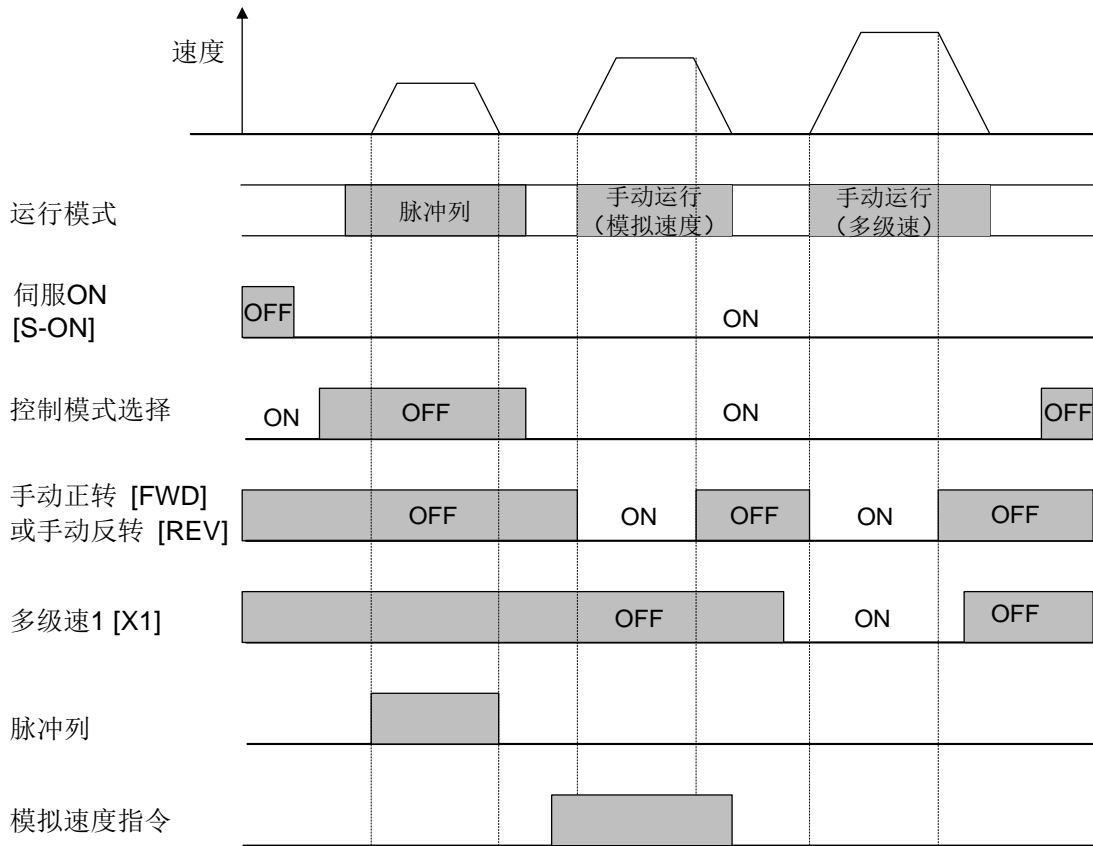 速度
运行模式
脉冲列
手动运行
（模拟速度）
手动运行
（多级速）
伺服ON
[S-ON]
OFF
ON
控制模式选择
ON
OFF
ON
OFF
手动正转 [FWD]
或手动反转 [REV]
OFF
ON
OFF
ON
OFF
多级速1 [X1]
OFF
ON
OFF
脉冲列
模拟速度指令